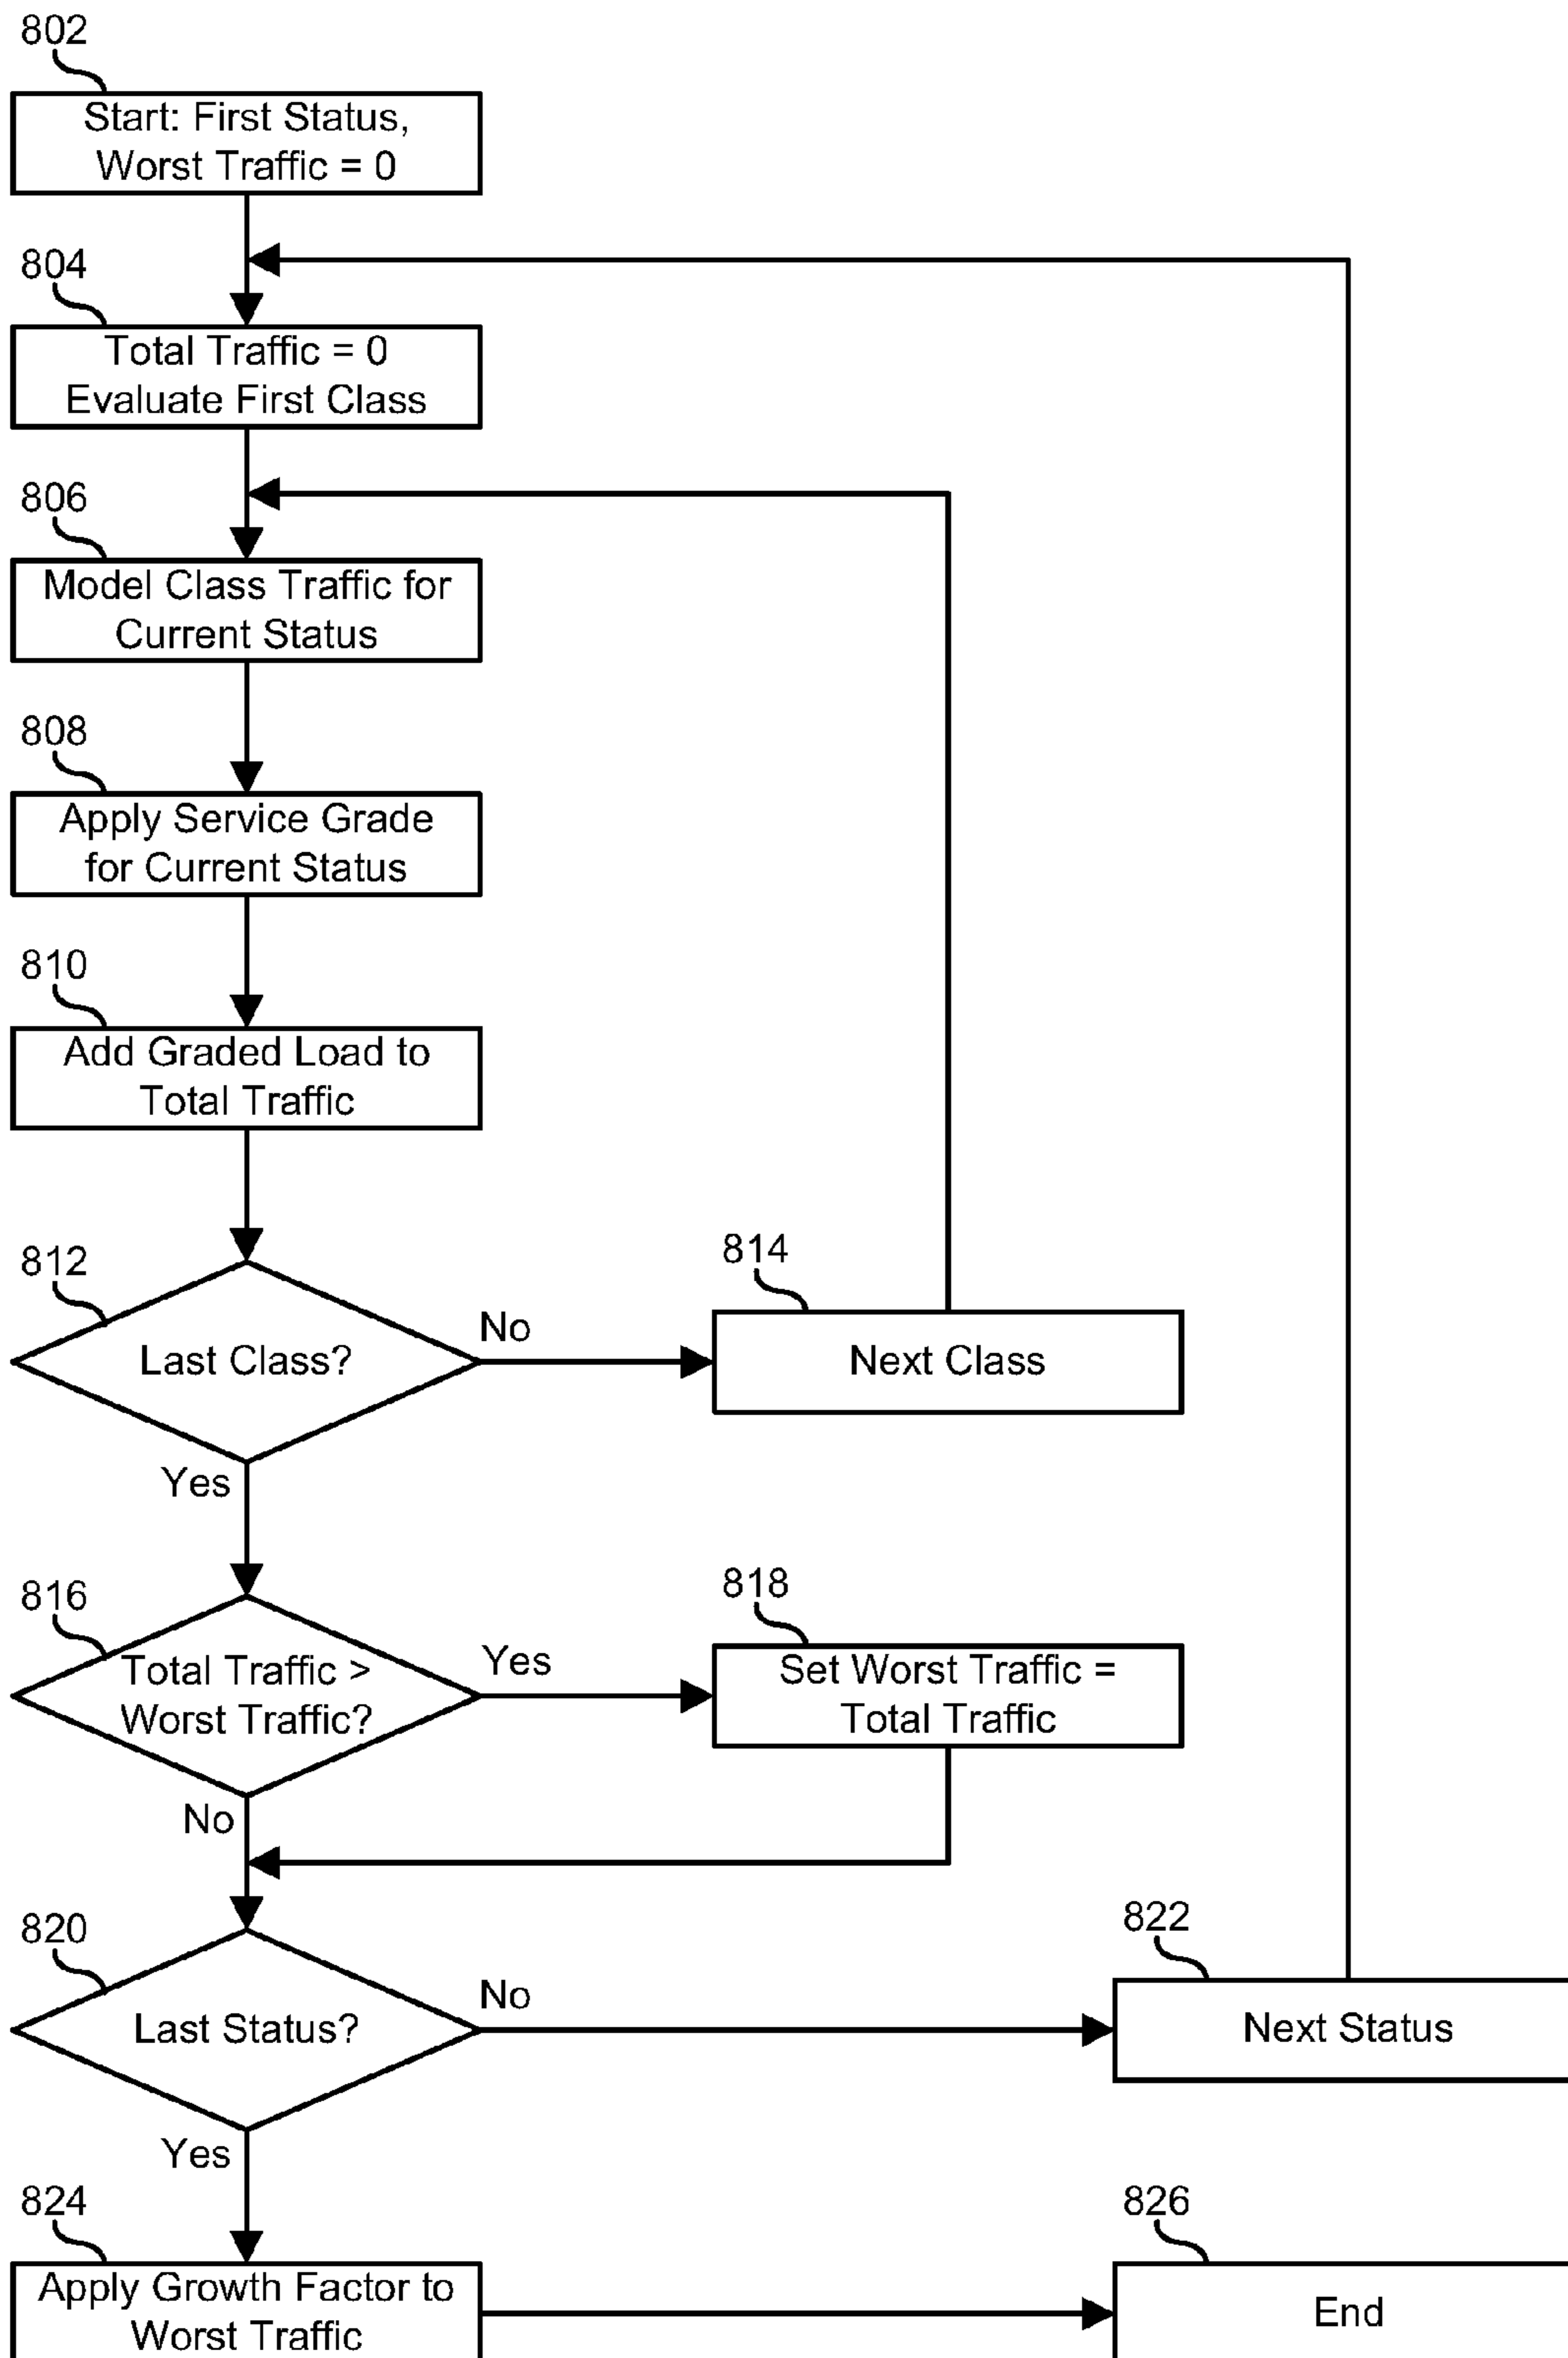 802
Start: First Status,
Worst Traffic = 0
804
Total Traffic = 0
Evaluate First Class
806
Model Class Traffic for
Current Status
808
Apply Service Grade
for Current Status
810
Add Graded Load to
Total Traffic
812
Last Class?
No
814
Next Class
Yes
816
Total Traffic >
Worst Traffic?
Yes
818
Set Worst Traffic =
Total Traffic
No
820
Last Status?
No
822
Next Status
Yes
824
Apply Growth Factor to
Worst Traffic
826
End